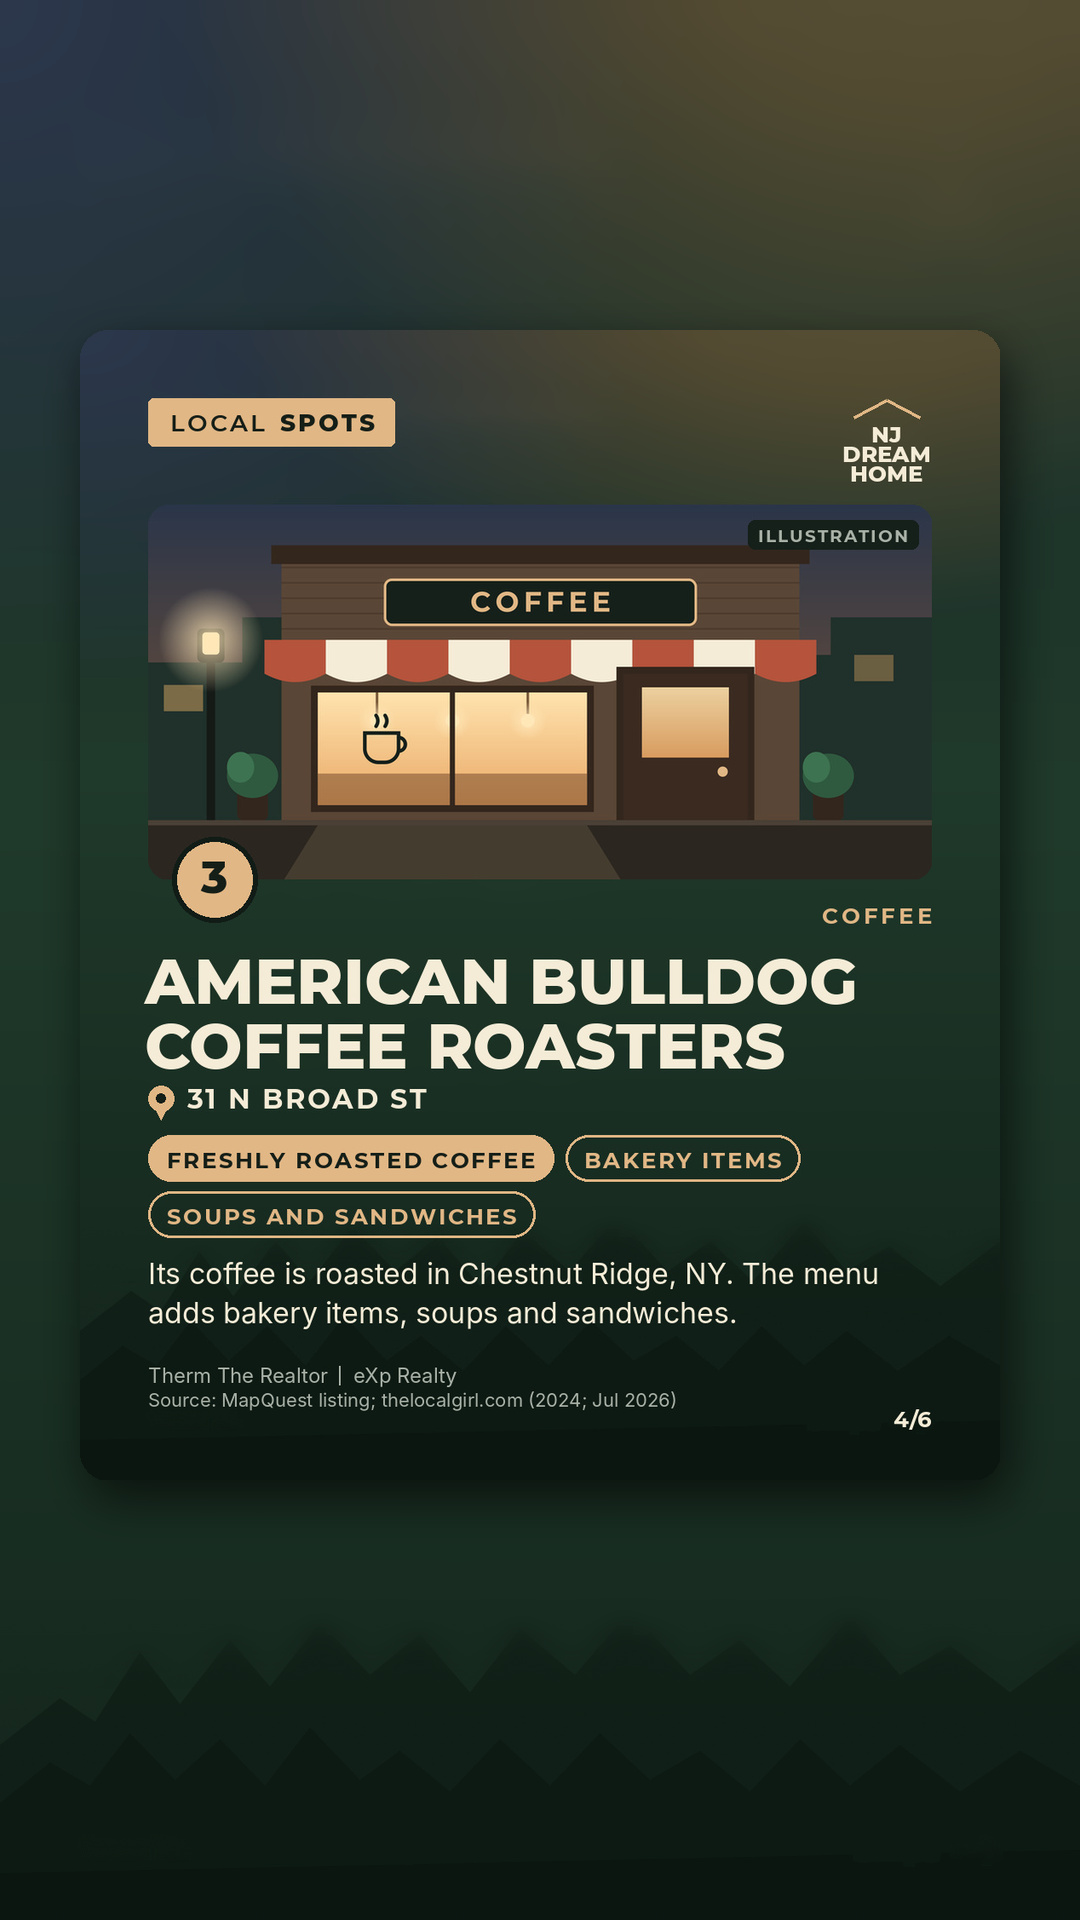 LOCAL SPOTS
NJ
DREAM
HOME
ILLUSTRATION
COFFEE
3
COFFEE
AMERICAN BULLDOG
COFFEE ROASTERS
31 N BROAD ST
FRESHLY ROASTED COFFEE
BAKERY ITEMS
SOUPS AND SANDWICHES
Its coffee is roasted in Chestnut Ridge, NY. The menu
adds bakery items, soups and sandwiches.
Therm The Realtor | eXp Realty
Source: MapQuest listing; thelocalgirl.com (2024; Jul 2026)
4/6